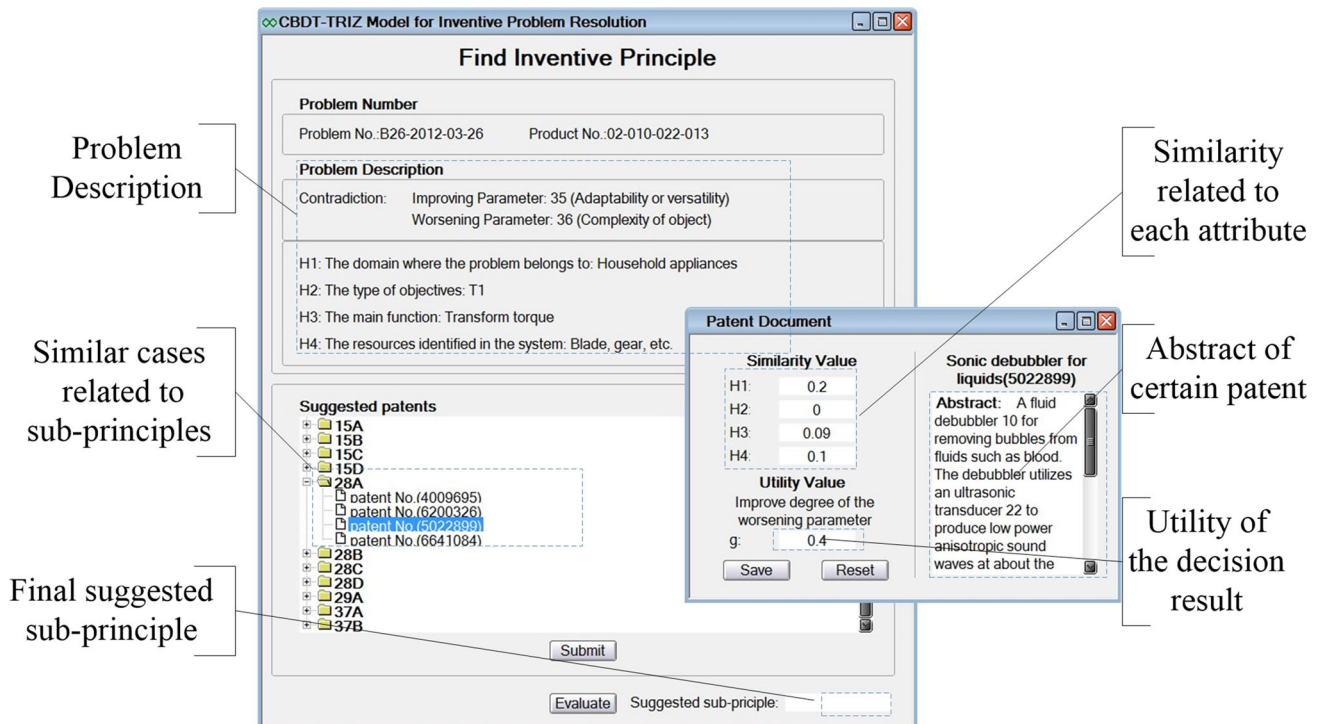 CBDT-TRIZ Model for Inventive Problem Resolution
Find Inventive Principle
Problem Number
Problem No.:B26-2012-03-26 Product No.:02-010-022-013
Problem Description
Contradiction: Improving Parameter: 35 (Adaptability or versatility)
Worsening Parameter: 36 (Complexity of object)
H1: The domain where the problem belongs to: Household appliances
H2: The type of objectives: T1
H3: The main function: Transform torque
H4: The resources identified in the system: Blade, gear, etc.
Suggested patents
15A
15B
15C
15D
28A
patent No.(4009695)
patent No.(6200326)
patent No.(5022899)
patent No.(6641084)
28B
28C
28D
29A
37A
37B
Submit
Evaluate Suggested sub-priciple:
Patent Document
Similarity Value
H1: 0.2
H2: 0
H3: 0.09
H4: 0.1
Utility Value
Improve degree of the
worsening parameter
g: 0.4
Save Reset
Sonic debubbler for
liquids(5022899)
Abstract: A fluid
debubbler 10 for
removing bubbles from
fluids such as blood.
The debubbler utilizes
an ultrasonic
transducer 22 to
produce low power
anisotropic sound
waves at about the
Problem
Description
Similar cases
related to
sub-principles
Final suggested
sub-principle
Similarity
related to
each attribute
Abstract of
certain patent
Utility of
the decision
result